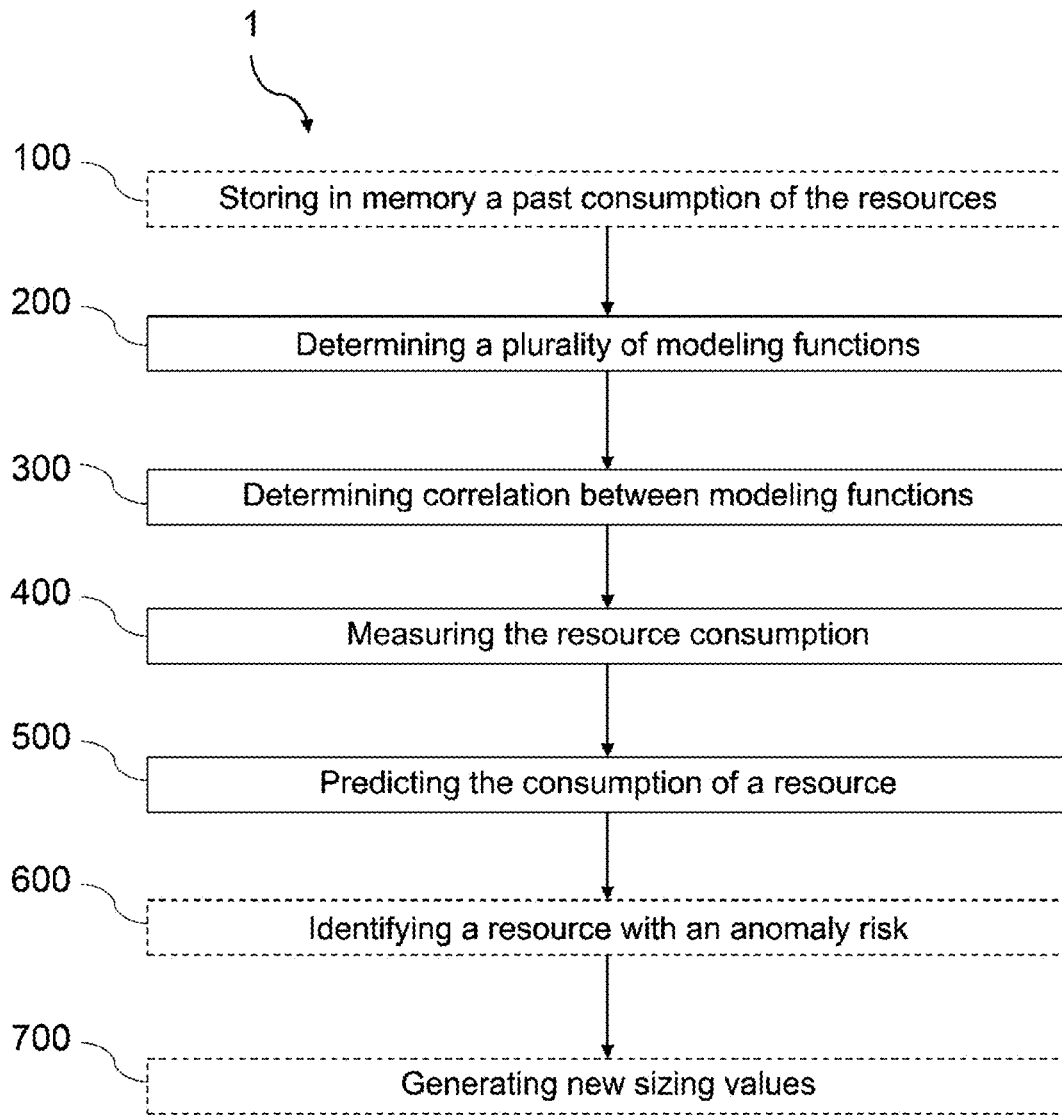 1
100
Storing in memory a past consumption of the resources
200
Determining a plurality of modeling functions
300
Determining correlation between modeling functions
400
Measuring the resource consumption
500
Predicting the consumption of a resource
600
Identifying a resource with an anomaly risk
700
Generating new sizing values